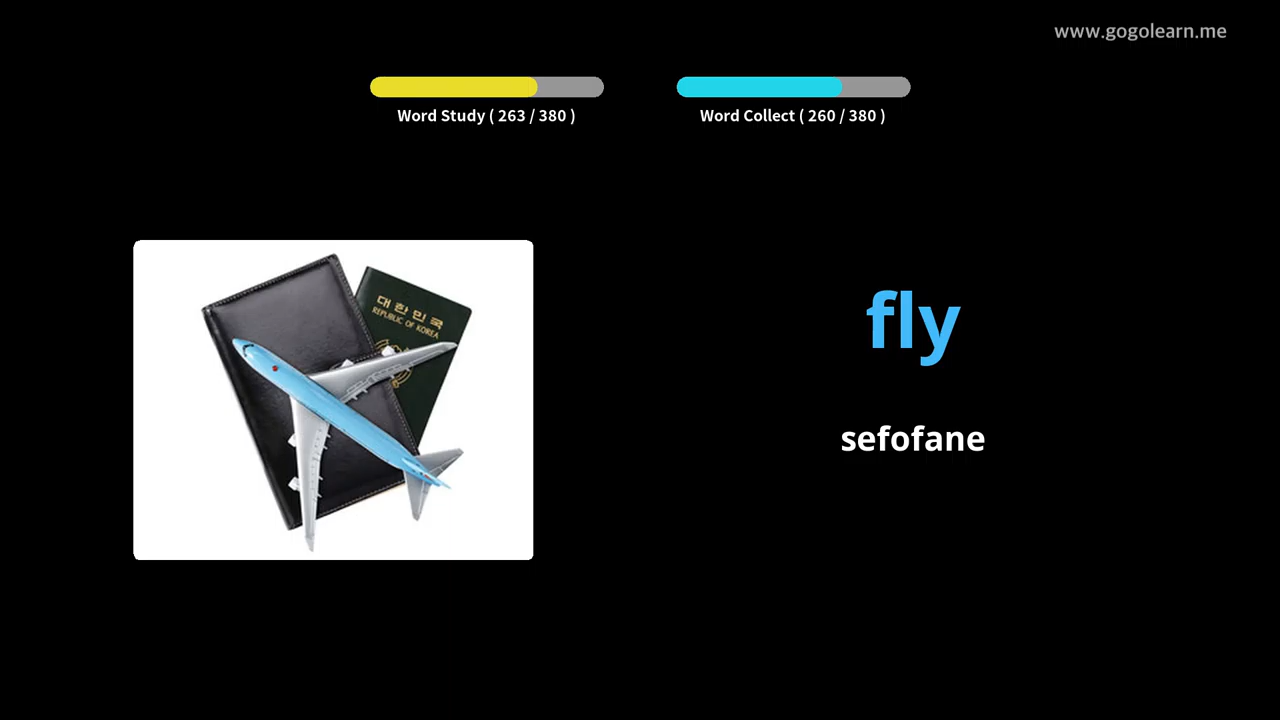 www.gogolearn.me
Word Study ( 263 / 380 )
Word Collect ( 260 / 380 )
대한민국
REPUBLIC OF KOREA
fly
sefofane